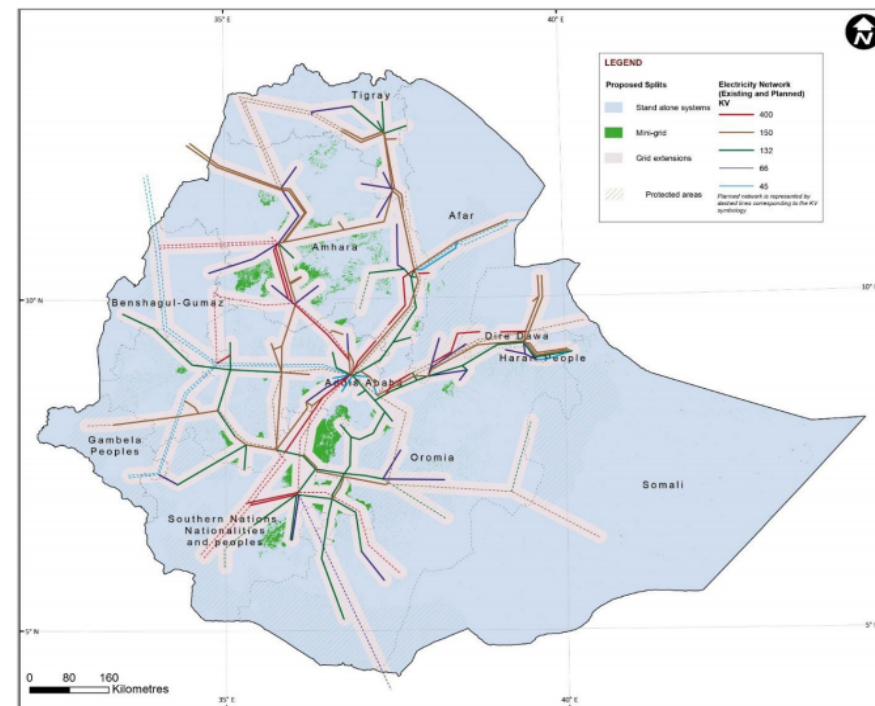 35° E
40° E
N
LEGEND
Proposed Splits
Stand alone systems
Mini-grid
Grid extensions
Protected areas
Electricity Network
(Existing and Planned)
KV
400
150
132
66
45
Planned network is represented by
dashed lines corresponding to the KV
symbology
Tigray
Afar
Amhara
10° N
10° N
Benshagul-Gumaz
Dire Dawa
Harari People
Addis Ababa
Gambela
Peoples
Oromia
Somali
Southern Nations,
Nationalities
and peoples
5° N
5° N
0 80 160
Kilometres
35° E
40° E